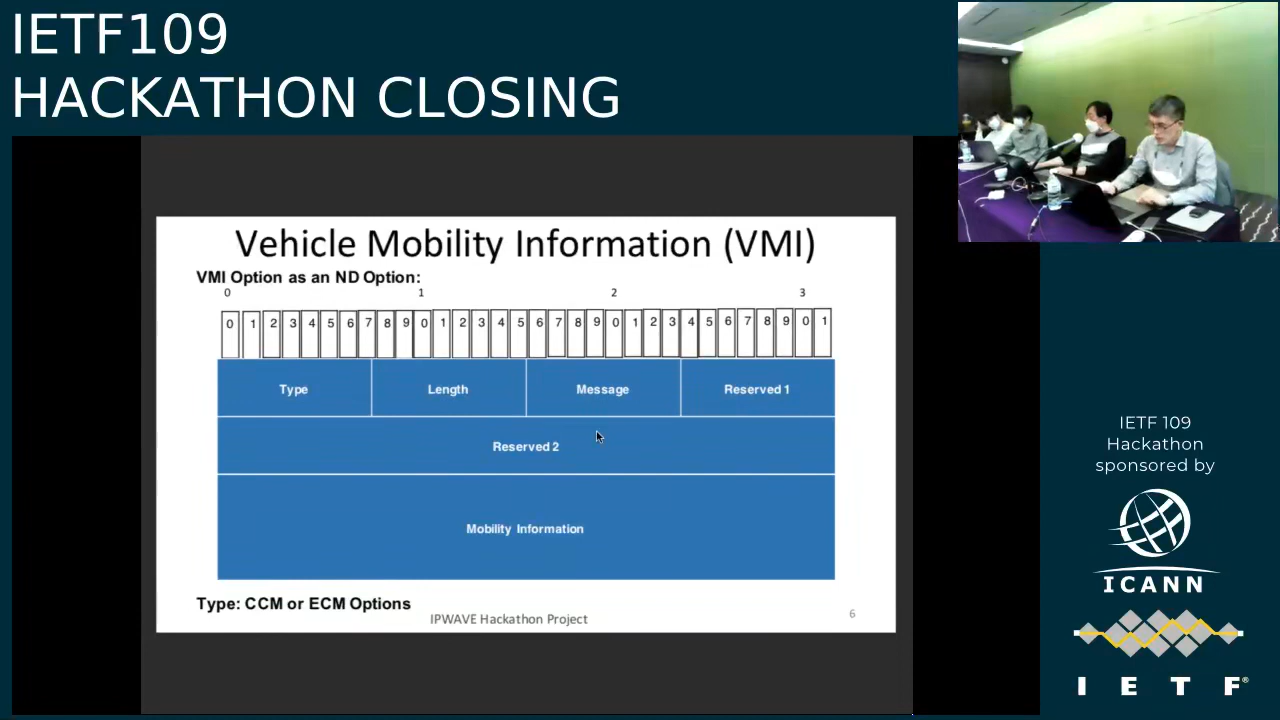 IETF109
HACKATHON CLOSING
Vehicle Mobility Information (VMI)
VMI Option as an ND Option:
0 1 2 3
0 1 2 3 4 5 6 7 8 9 0 1 2 3 4 5 6 7 8 9 0 1 2 3 4 5 6 7 8 9 0 1
Type Length Message Reserved 1
Reserved 2
Mobility Information
Type: CCM or ECM Options
IPWAVE Hackathon Project 6
IETF 109
Hackathon
sponsored by
ICANN
I E T F®